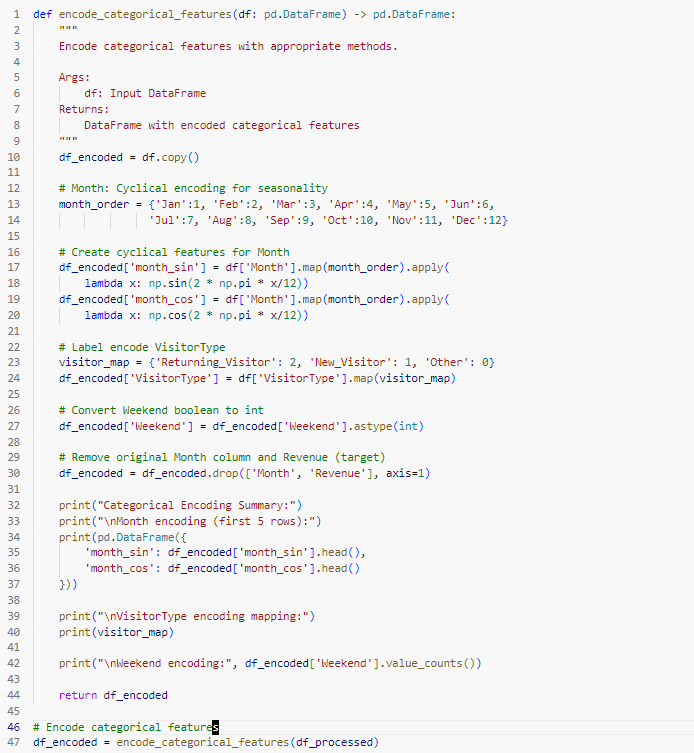 1 def encode_categorical_features(df: pd.DataFrame) -> pd.DataFrame:
2 """
3 Encode categorical features with appropriate methods.
4
5 Args:
6 df: Input DataFrame
7 Returns:
8 DataFrame with encoded categorical features
9 """
10 df_encoded = df.copy()
11
12 # Month: Cyclical encoding for seasonality
13 month_order = {'Jan':1, 'Feb':2, 'Mar':3, 'Apr':4, 'May':5, 'Jun':6,
14 'Jul':7, 'Aug':8, 'Sep':9, 'Oct':10, 'Nov':11, 'Dec':12}
15
16 # Create cyclical features for Month
17 df_encoded['month_sin'] = df['Month'].map(month_order).apply(
18 lambda x: np.sin(2 * np.pi * x/12))
19 df_encoded['month_cos'] = df['Month'].map(month_order).apply(
20 lambda x: np.cos(2 * np.pi * x/12))
21
22 # Label encode VisitorType
23 visitor_map = {'Returning_Visitor': 2, 'New_Visitor': 1, 'Other': 0}
24 df_encoded['VisitorType'] = df['VisitorType'].map(visitor_map)
25
26 # Convert Weekend boolean to int
27 df_encoded['Weekend'] = df_encoded['Weekend'].astype(int)
28
29 # Remove original Month column and Revenue (target)
30 df_encoded = df_encoded.drop(['Month', 'Revenue'], axis=1)
31
32 print("Categorical Encoding Summary:")
33 print("\nMonth encoding (first 5 rows):")
34 print(pd.DataFrame({
35 'month_sin': df_encoded['month_sin'].head(),
36 'month_cos': df_encoded['month_cos'].head()
37 }))
38
39 print("\nVisitorType encoding mapping:")
40 print(visitor_map)
41
42 print("\nWeekend encoding:", df_encoded['Weekend'].value_counts())
43
44 return df_encoded
45
46 # Encode categorical features
47 df_encoded = encode_categorical_features(df_processed)